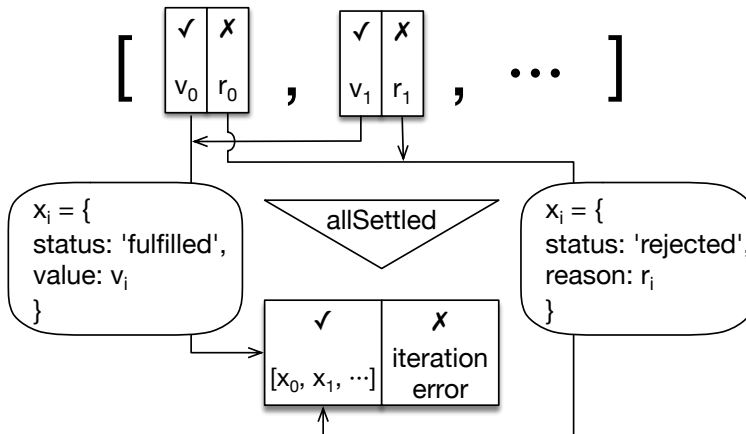 [ ✓ ✗ , ✓ ✗ , ⋯ ]
v₀ r₀ v₁ r₁
xᵢ = {
status: 'fulfilled',
value: vᵢ
}
allSettled
xᵢ = {
status: 'rejected',
reason: rᵢ
}
✓ ✗
[x₀, x₁, ⋯]
iteration
error